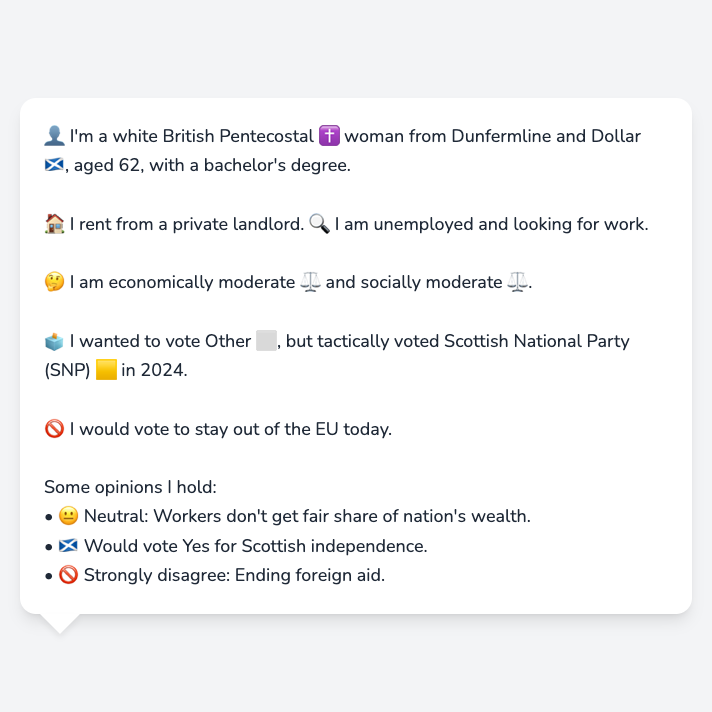 👤 I'm a white British Pentecostal ✝️ woman from Dunfermline and Dollar
🏴󠁧󠁢󠁳󠁣󠁴󠁿, aged 62, with a bachelor's degree.
🏠 I rent from a private landlord. 🔍 I am unemployed and looking for work.
🤔 I am economically moderate ⚖️ and socially moderate ⚖️.
🗳️ I wanted to vote Other ⬜, but tactically voted Scottish National Party
(SNP) 🟨 in 2024.
🚫 I would vote to stay out of the EU today.
Some opinions I hold:
• 😐 Neutral: Workers don't get fair share of nation's wealth.
• 🏴󠁧󠁢󠁳󠁣󠁴󠁿 Would vote Yes for Scottish independence.
• 🚫 Strongly disagree: Ending foreign aid.